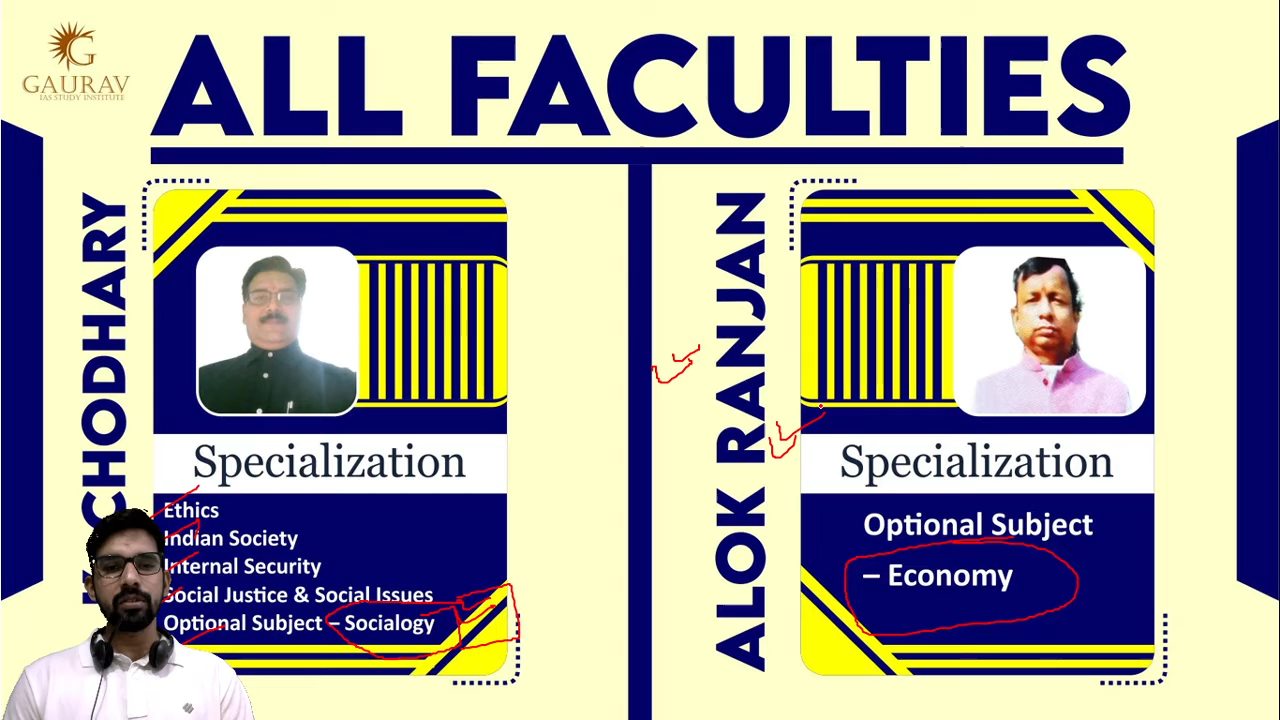 G
GAURAV
IAS STUDY INSTITUTE
ALL FACULTIES
CHODHARY
Specialization
Ethics
Indian Society
Internal Security
Social Justice & Social Issues
Optional Subject – Socialogy
ALOK RANJAN
Specialization
Optional Subject
– Economy